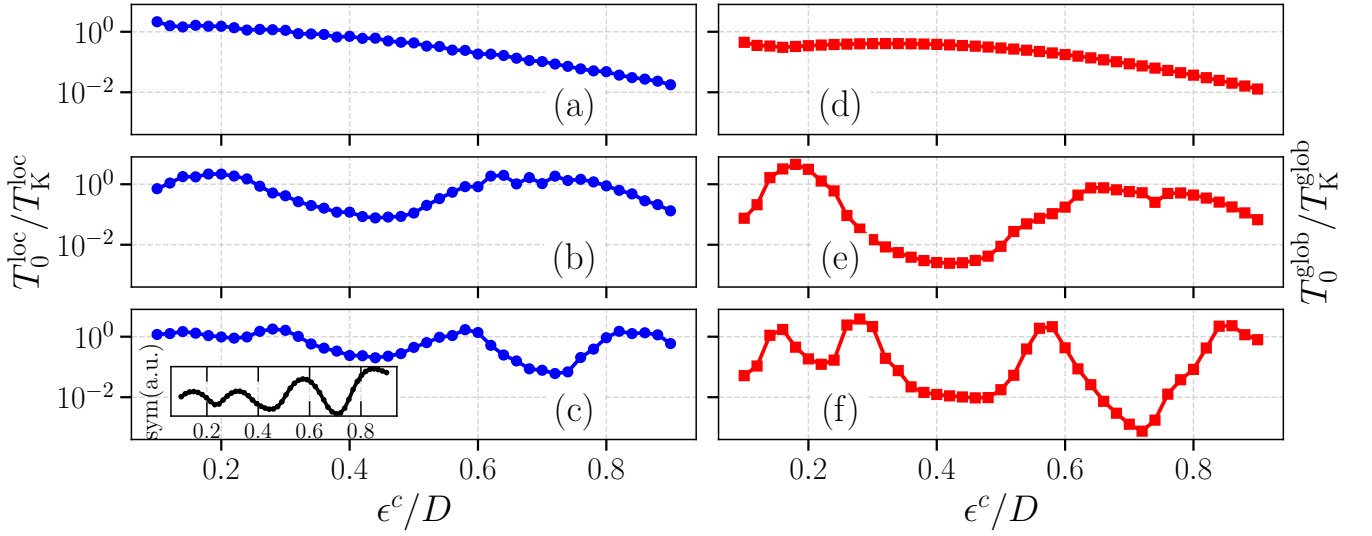 10^0
10^{-2}
(a)
(d)
T_0^{loc}/T_K^{loc}
10^0
10^{-2}
(b)
(e)
T_0^{glob}/T_K^{glob}
10^0
10^{-2}
sym(a.u.)
0.2 0.4 0.6 0.8
(c)
(f)
0.2 0.4 0.6 0.8
0.2 0.4 0.6 0.8
ϵ^c/D
ϵ^c/D